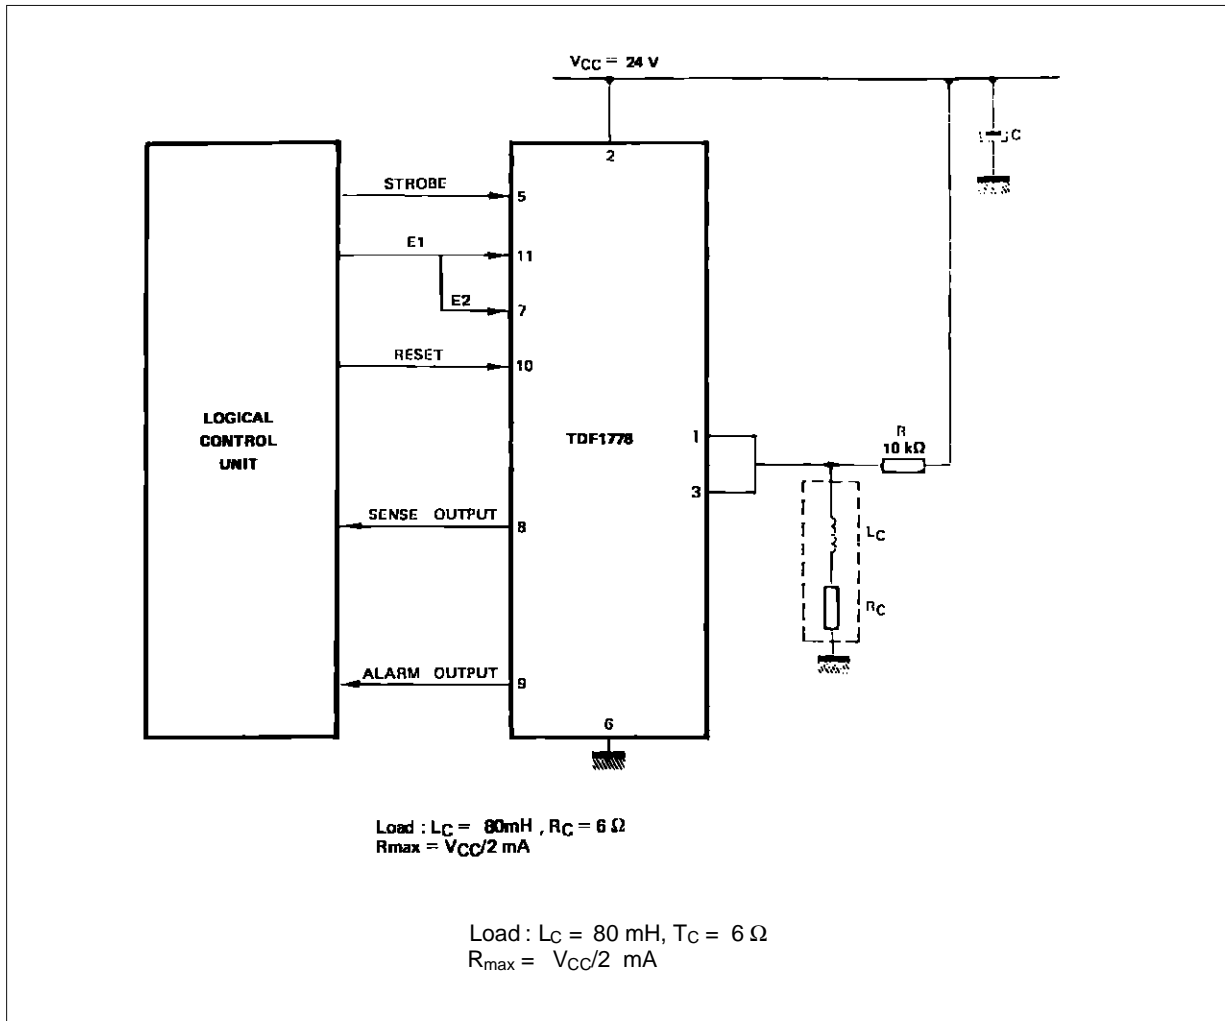 VCC = 24 V
2
C
STROBE
5
E1
11
E2
7
RESET
10
LOGICAL
CONTROL
UNIT
TDF1778
1
3
R
10 kΩ
SENSE OUTPUT
8
LC
RC
ALARM OUTPUT
9
6
Load : LC = 80mH , RC = 6 Ω
Rmax = VCC/2 mA
Load : LC = 80 mH, TC = 6 Ω
Rmax = VCC/2 mA